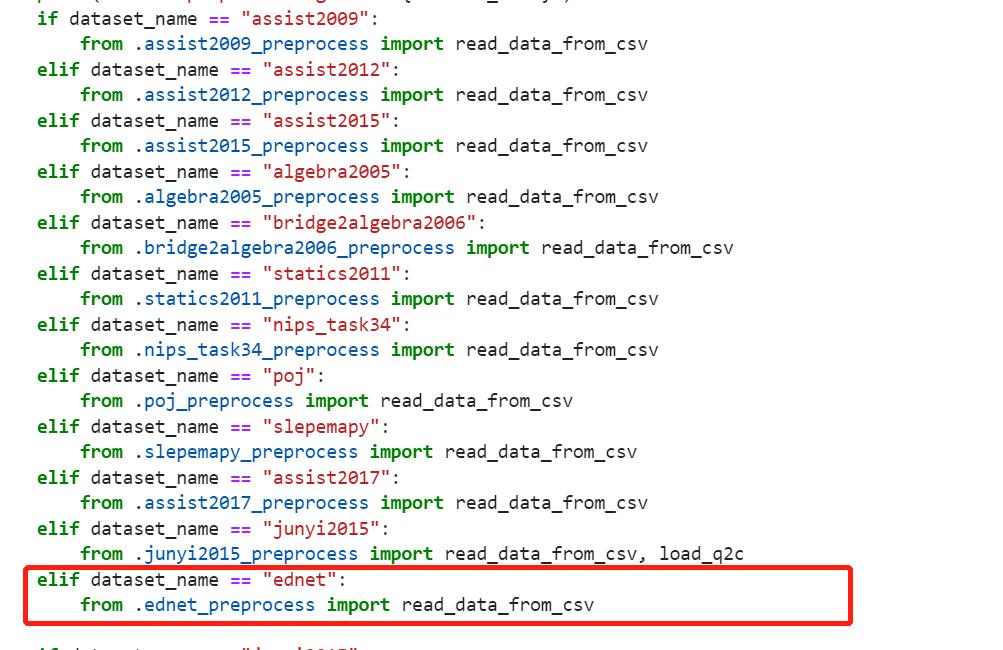 if dataset_name == "assist2009":
from .assist2009_preprocess import read_data_from_csv
elif dataset_name == "assist2012":
from .assist2012_preprocess import read_data_from_csv
elif dataset_name == "assist2015":
from .assist2015_preprocess import read_data_from_csv
elif dataset_name == "algebra2005":
from .algebra2005_preprocess import read_data_from_csv
elif dataset_name == "bridge2algebra2006":
from .bridge2algebra2006_preprocess import read_data_from_csv
elif dataset_name == "statics2011":
from .statics2011_preprocess import read_data_from_csv
elif dataset_name == "nips_task34":
from .nips_task34_preprocess import read_data_from_csv
elif dataset_name == "poj":
from .poj_preprocess import read_data_from_csv
elif dataset_name == "slepemapy":
from .slepemapy_preprocess import read_data_from_csv
elif dataset_name == "assist2017":
from .assist2017_preprocess import read_data_from_csv
elif dataset_name == "junyi2015":
from .junyi2015_preprocess import read_data_from_csv, load_q2c
elif dataset_name == "ednet":
from .ednet_preprocess import read_data_from_csv